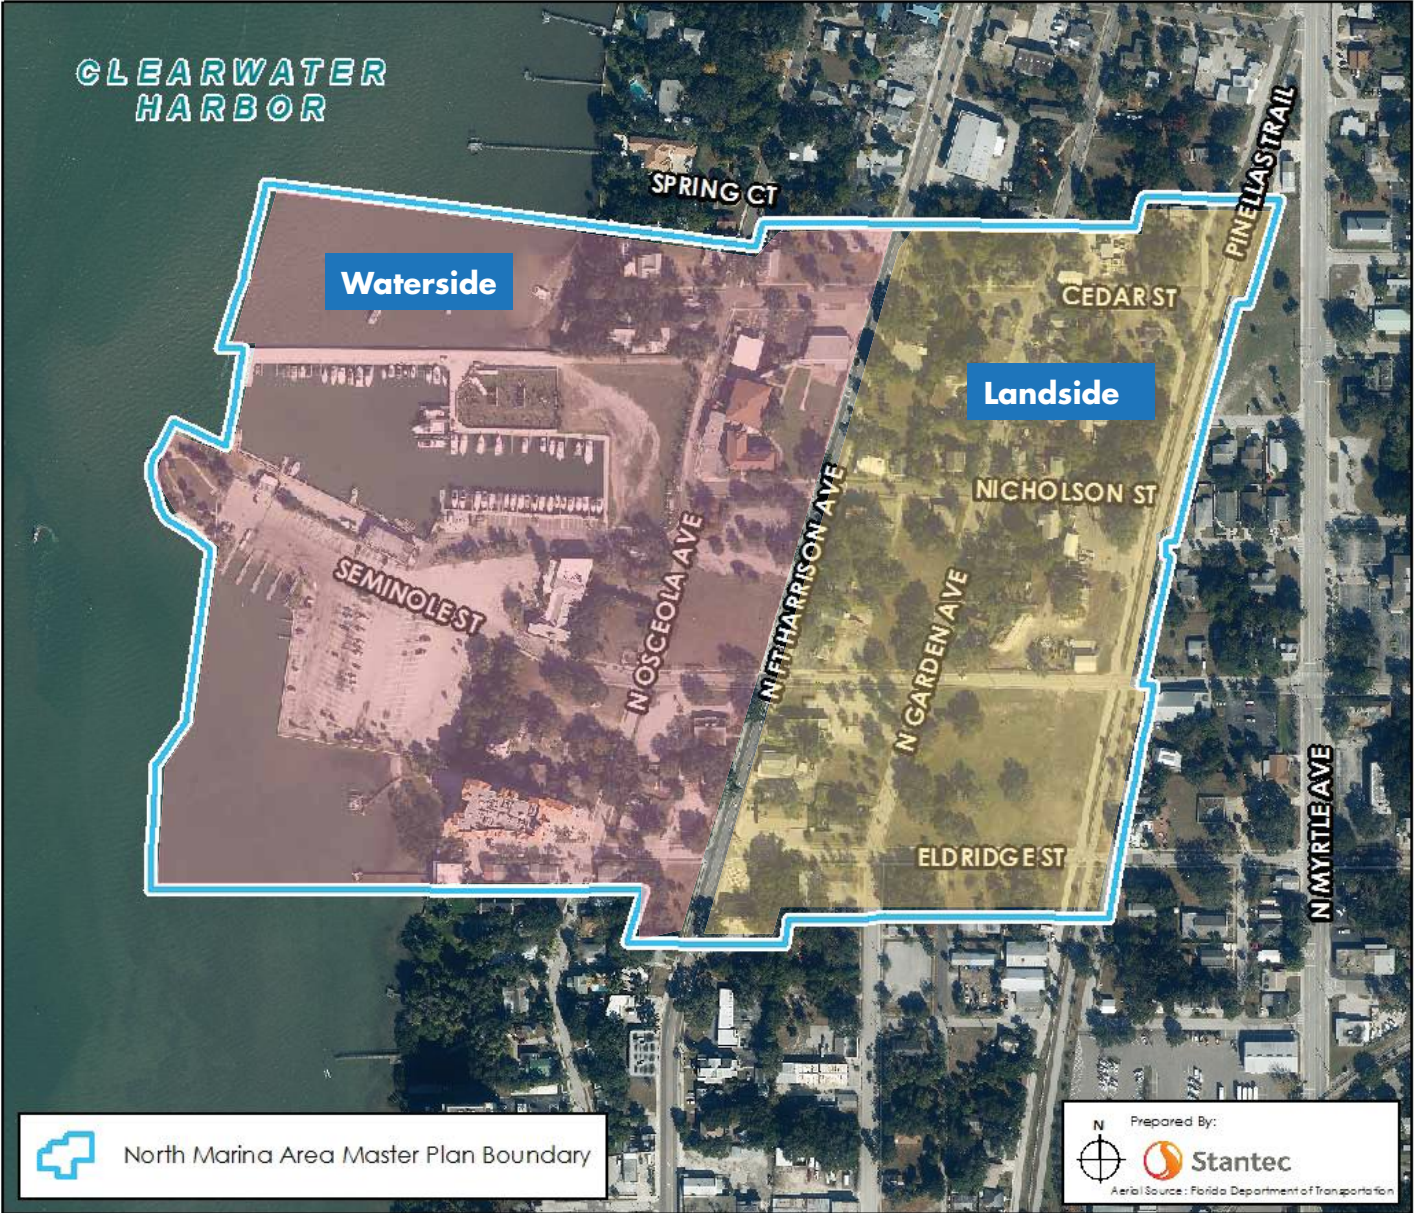 CLEARWATER
HARBOR
SPRING CT
PINELLAS TRAIL
Waterside
CEDAR ST
Landside
NICHOLSON ST
SEMINOLE ST
N OSCEOLA AVE
N FT HARRISON AVE
N GARDEN AVE
N MYRTLE AVE
ELDRIDGE ST
North Marina Area Master Plan Boundary
N
Prepared By:
Stantec
Aerial Source: Florida Department of Transportation